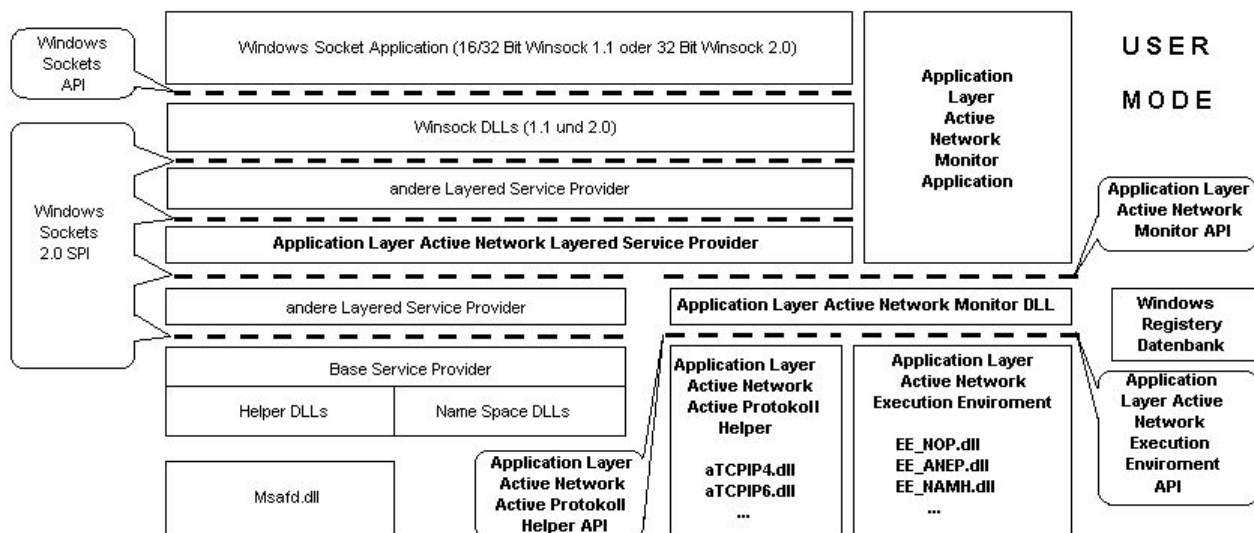 Windows
Sockets
API
Windows Socket Application (16/32 Bit Winsock 1.1 oder 32 Bit Winsock 2.0)
Winsock DLLs (1.1 und 2.0)
andere Layered Service Provider
Application Layer Active Network Layered Service Provider
Application
Layer
Active
Network
Monitor
Application
USER
MODE
Windows
Sockets
2.0 SPI
Application Layer
Active Network
Monitor API
andere Layered Service Provider
Application Layer Active Network Monitor DLL
Windows
Registery
Datenbank
Base Service Provider
Helper DLLs
Name Space DLLs
Application Layer
Active Network
Active Protokoll
Helper
aTCPIP4.dll
aTCPIP6.dll
...
Application Layer
Active Network
Execution Enviroment
EE_NOP.dll
EE_ANEP.dll
EE_NAMH.dll
...
Application
Layer Active
Network
Execution
Enviroment
API
Msafd.dll
Application Layer
Active Network
Active Protokoll
Helper API